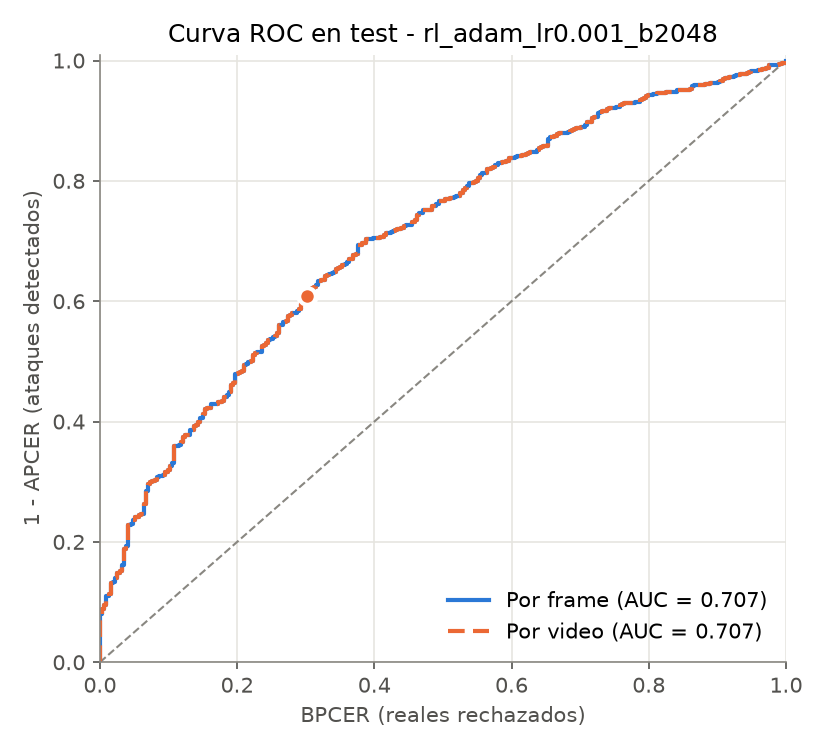 Curva ROC en test - rl_adam_lr0.001_b2048
1 - APCER (ataques detectados)
1.0
0.8
0.6
0.4
0.2
0.0
Por frame (AUC = 0.707)
Por video (AUC = 0.707)
0.0 0.2 0.4 0.6 0.8 1.0
BPCER (reales rechazados)